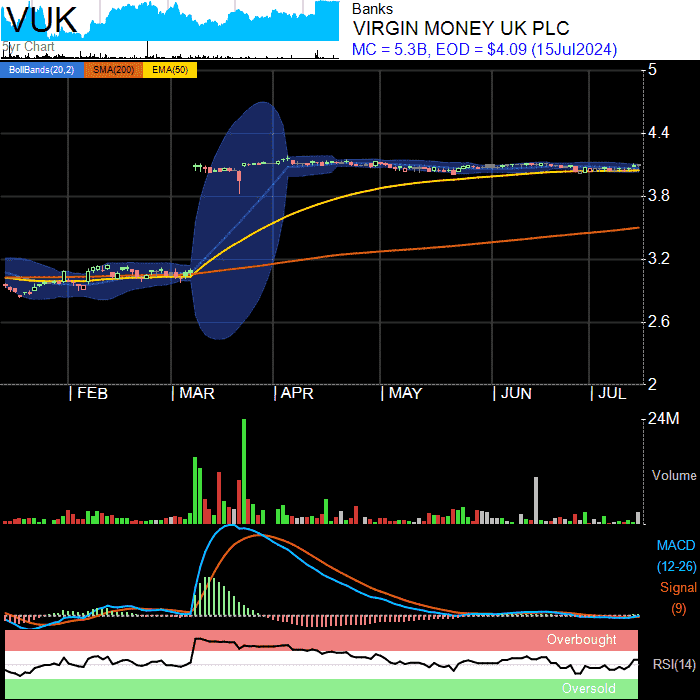 VUK
5yr Chart
Banks
VIRGIN MONEY UK PLC
MC = 5.3B, EOD = $4.09 (15Jul2024)
BollBands(20,2) SMA(200) EMA(50)
5
4.4
3.8
3.2
2.6
2
FEB MAR APR MAY JUN JUL
24M
Volume
MACD
(12-26)
Signal
(9)
Overbought
RSI(14)
Oversold